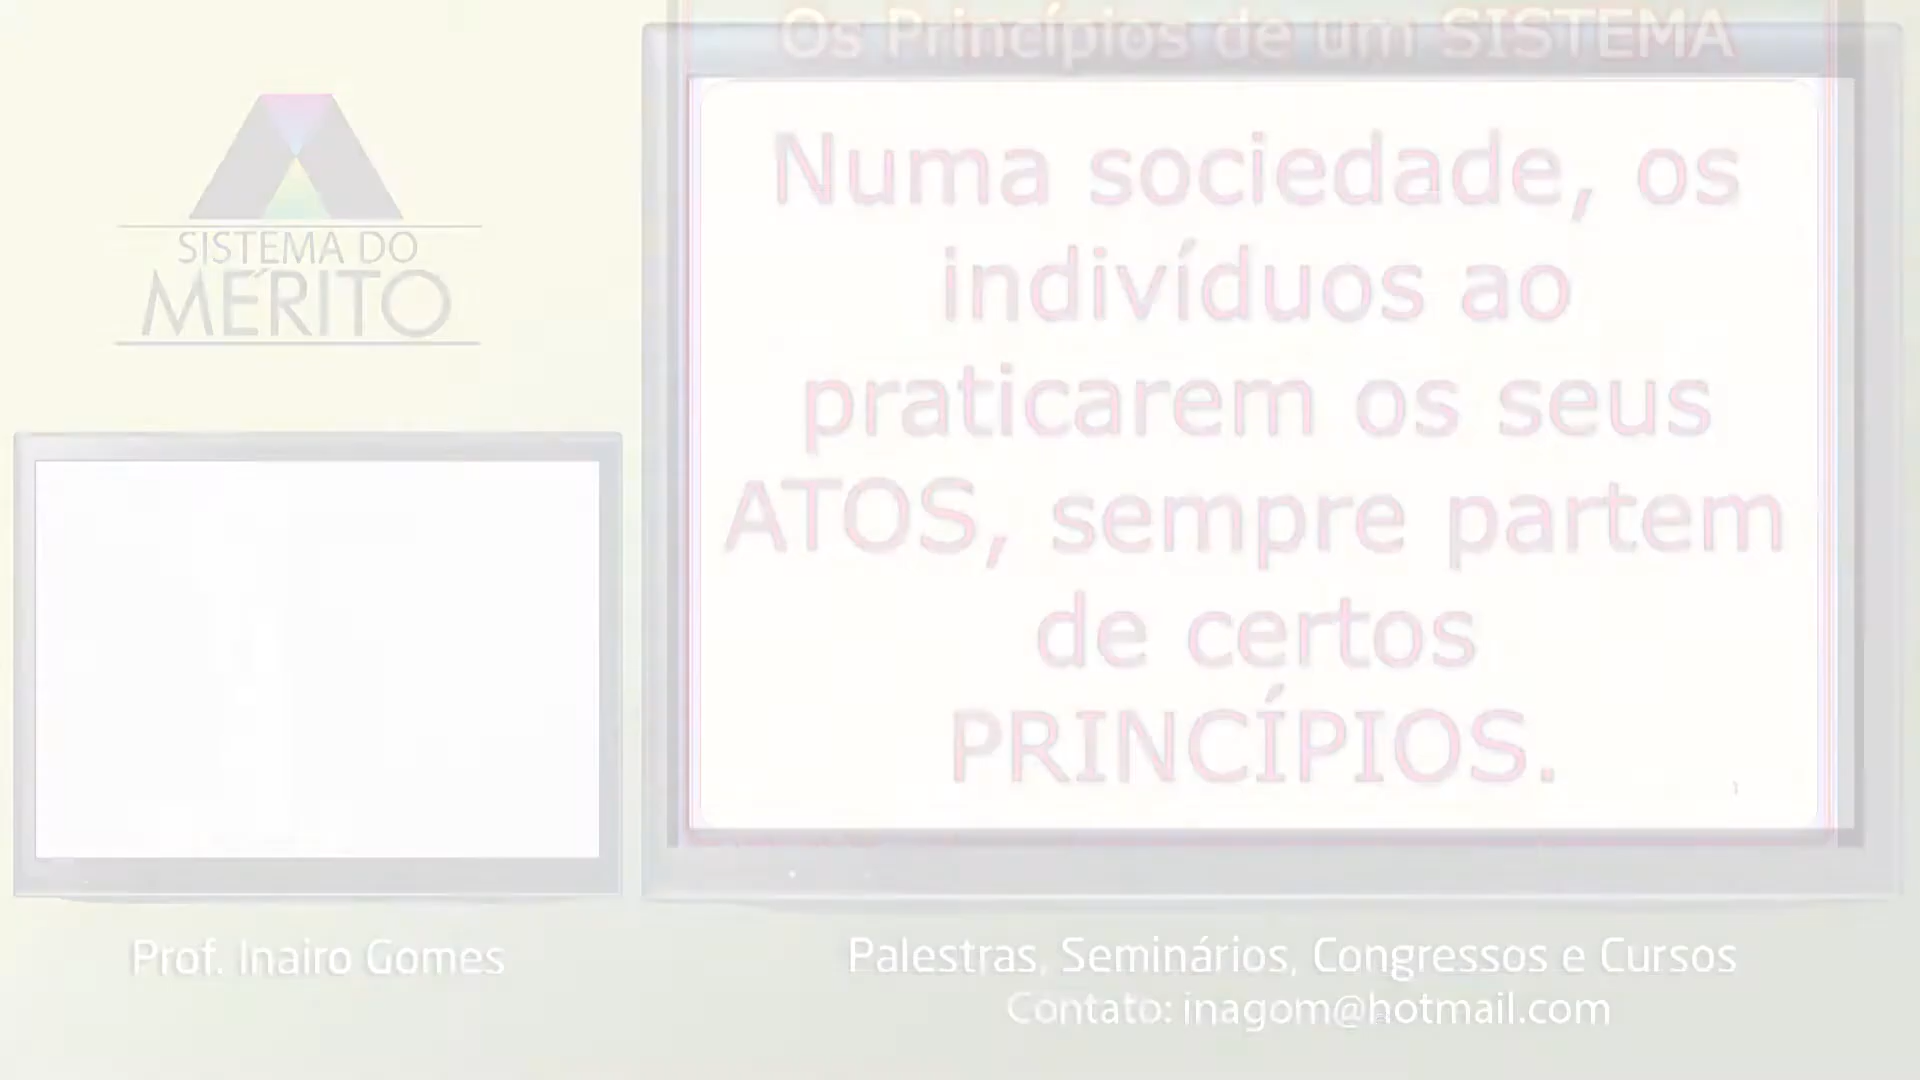 Os Princípios de um SISTEMA
SISTEMA DO
MÉRITO
Numa sociedade, os
indivíduos ao
praticarem os seus
ATOS, sempre partem
de certos
PRINCÍPIOS.
1
Prof. Inairo Gomes
Palestras, Seminários, Congressos e Cursos
Contato: inagom@hotmail.com